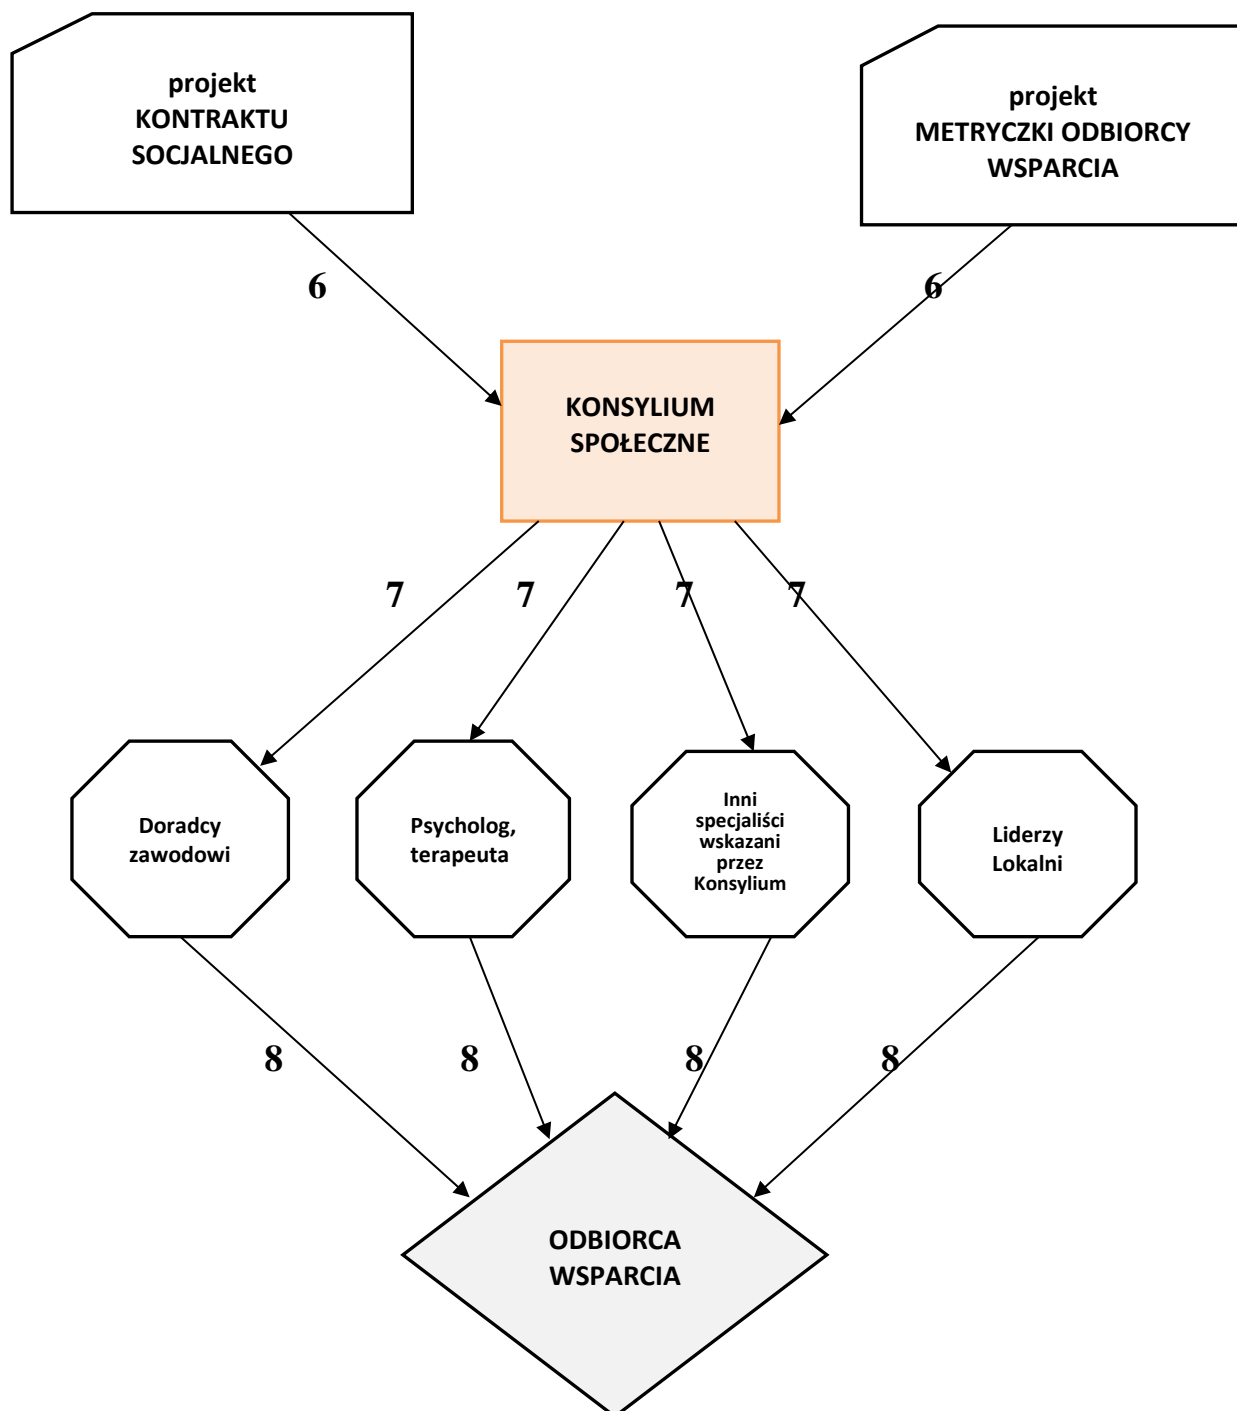 projekt
KONTRAKTU
SOCJALNEGO
projekt
METRYCZKI ODBIORCY
WSPARCIA
6
6
KONSYLIUM
SPOŁECZNE
7
7
7
7
Doradcy
zawodowi
Psycholog,
terapeuta
Inni
specjaliści
wskazani
przez
Konsylium
Liderzy
Lokalni
8
8
8
8
ODBIORCA
WSPARCIA